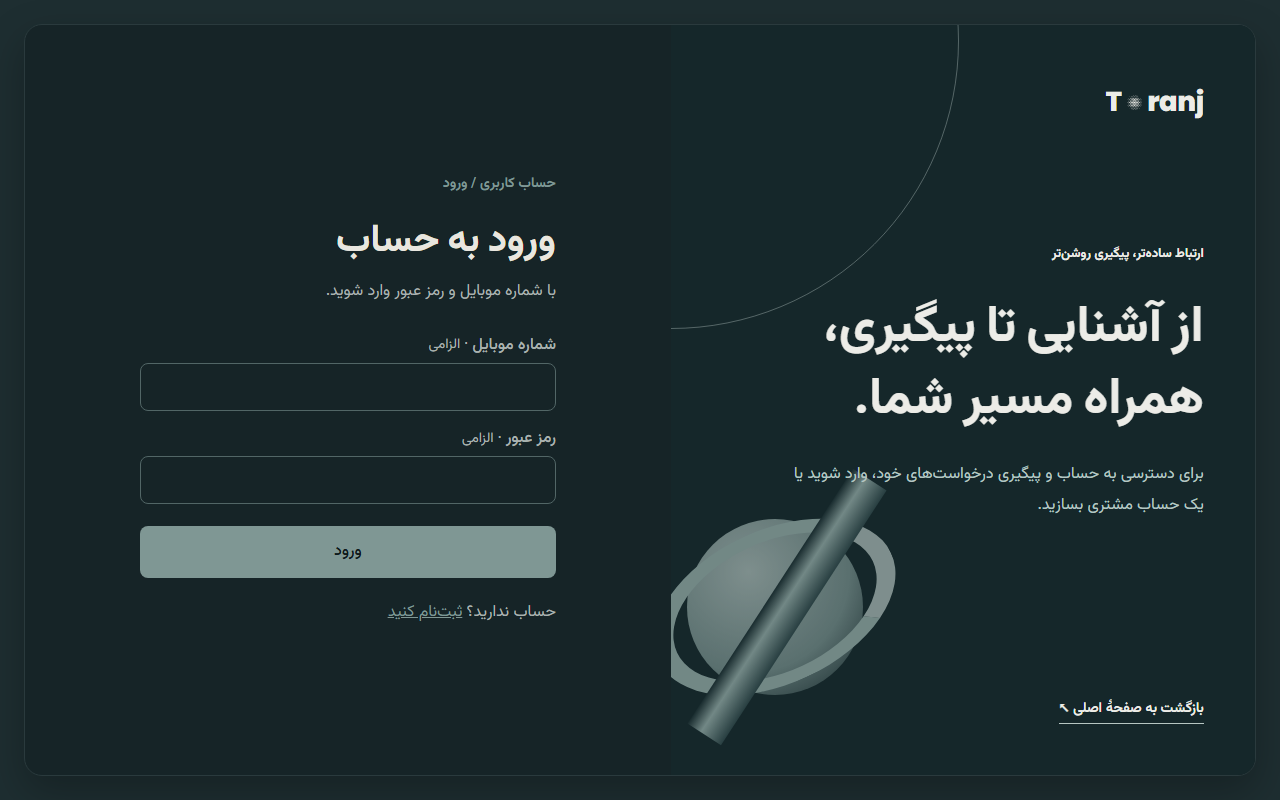 T ranj
ارتباط ساده‌تر، پیگیری روشن‌تر
از آشنایی تا پیگیری،
همراه مسیر شما.
برای دسترسی به حساب و پیگیری درخواست‌های خود، وارد شوید یا
یک حساب مشتری بسازید.
بازگشت به صفحهٔ اصلی ↖
حساب کاربری / ورود
ورود به حساب
با شماره موبایل و رمز عبور وارد شوید.
شماره موبایل · الزامی
رمز عبور · الزامی
ورود
حساب ندارید؟ ثبت‌نام کنید